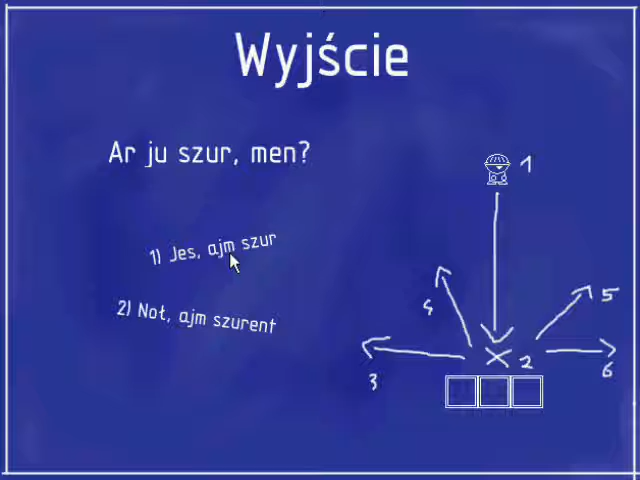 Wyjście
Ar ju szur, men?
1
1) Jes, ajm szur
2) Not, ajm szurent
4
5
3
2
6